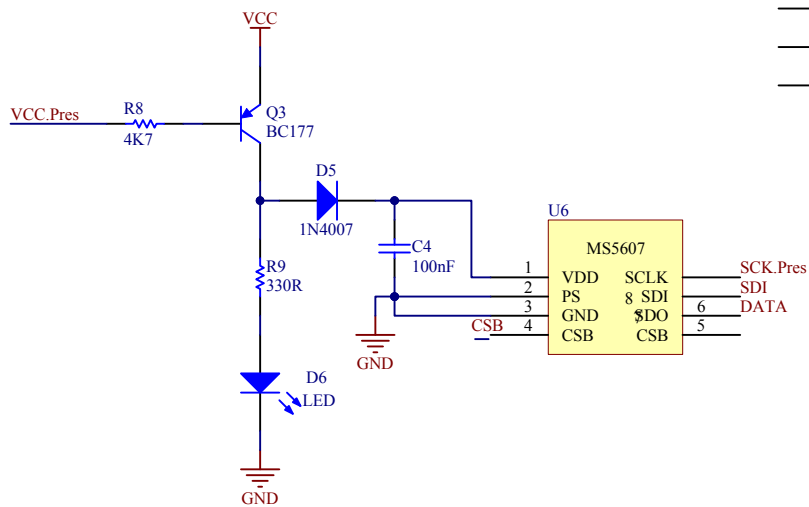 VCC
VCC.Pres
R8
4K7
Q3
BC177
D5
1N4007
C4
100nF
R9
330R
D6
LED
GND
GND
U6
MS5607
1 VDD SCLK SCK.Pres
2 PS 8 SDI SDI
3 GND 7 SDO 6 DATA
CSB 4 CSB CSB 5